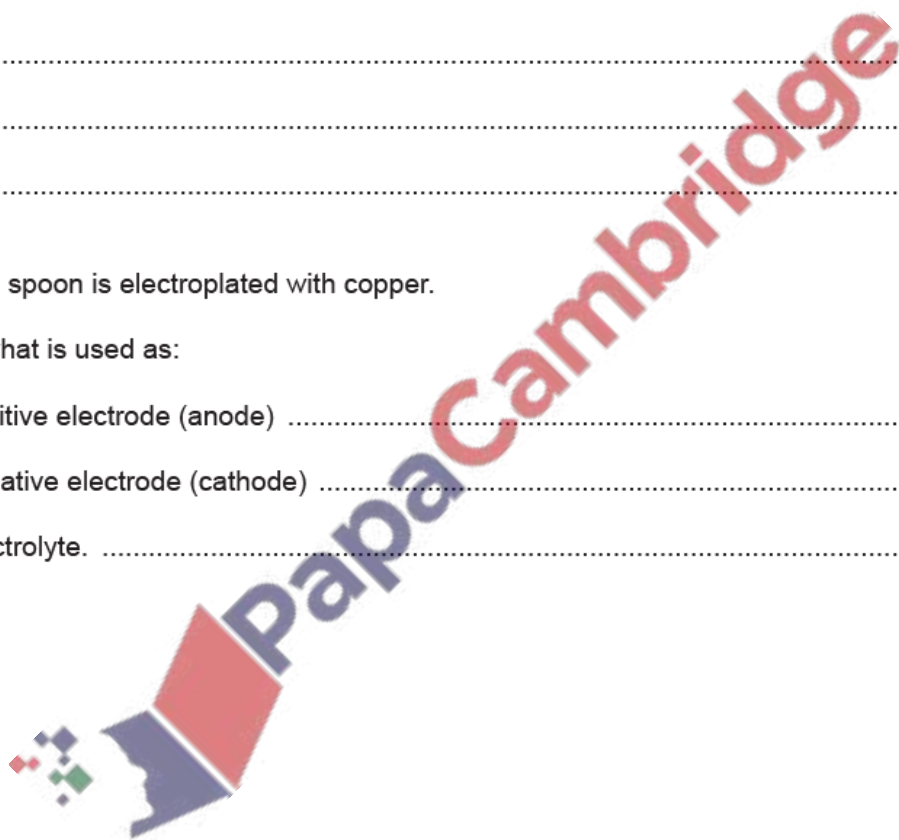 spoon is electroplated with copper.
hat is used as:
itive electrode (anode)
ative electrode (cathode)
ctrolyte.
PapaCambridge